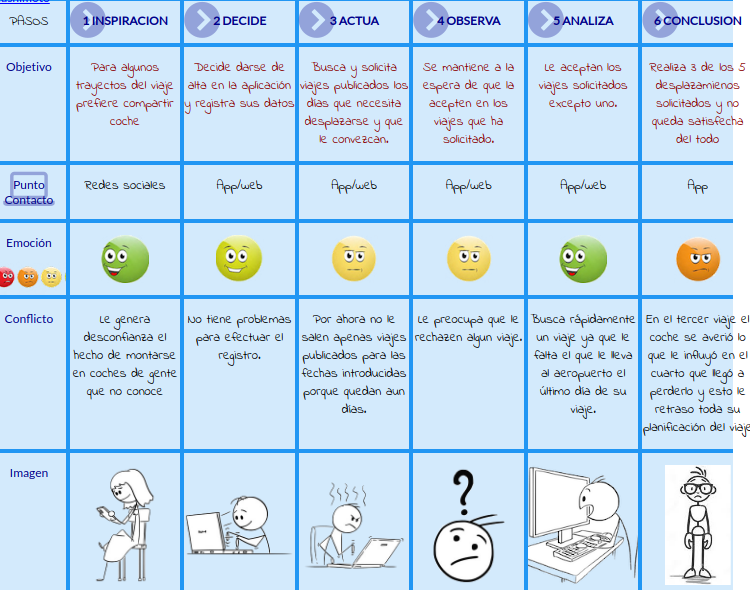 PASOS
1 INSPIRACION
2 DECIDE
3 ACTUA
4 OBSERVA
5 ANALIZA
6 CONCLUSION
Objetivo
Para algunos
trayectos del viaje
prefiere compartir
coche
Decide darse de
alta en la aplicación
y registra sus datos
Busca y solicita
viajes publicados los
días que necesita
desplazarse y que
le convezcan.
Se mantiene a la
espera de que la
acepten en los
viajes que ha
solicitado.
Le aceptan los
viajes solicitados
excepto uno.
Realiza 3 de los 5
desplazamienos
solicitados y no
queda satisfecha
del todo
Punto
Contacto
Redes sociales
App/web
App/web
App/web
App/web
App
Emoción
Conflicto
Le genera
desconfianza el
hecho de montarse
en coches de gente
que no conoce
No tiene problemas
para efectuar el
registro.
Por ahora no le
salen apenas viajes
publicados para las
fechas introducidas
porque quedan aun
días.
Le preocupa que le
rechazen algun viaje.
Busca rápidamente
un viaje ya que le
falta el que le lleva
al aeropuerto el
último día de su
viaje.
En el tercer viaje el
coche se averió lo
que le influyó en el
cuarto que llegó a
perderlo y esto le
retraso toda su
planificación del viaje
Imagen